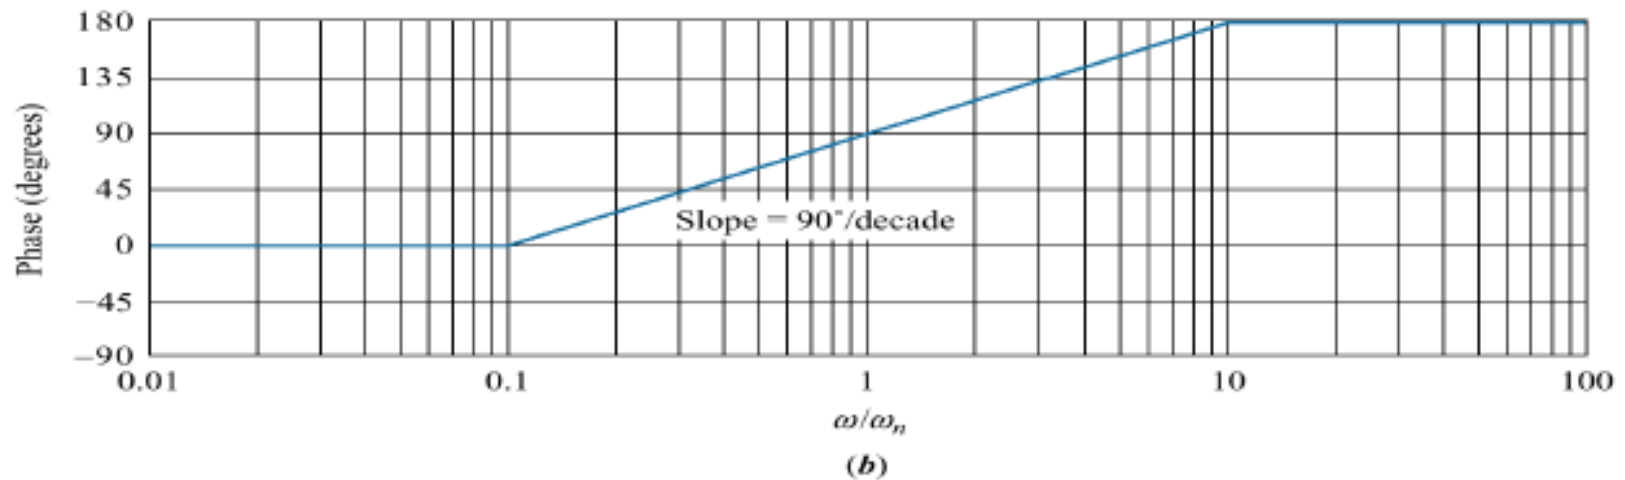 180
135
90
45
0
−45
−90
Phase (degrees)
Slope = 90°/decade
0.01 0.1 1 10 100
ω/ωn
(b)